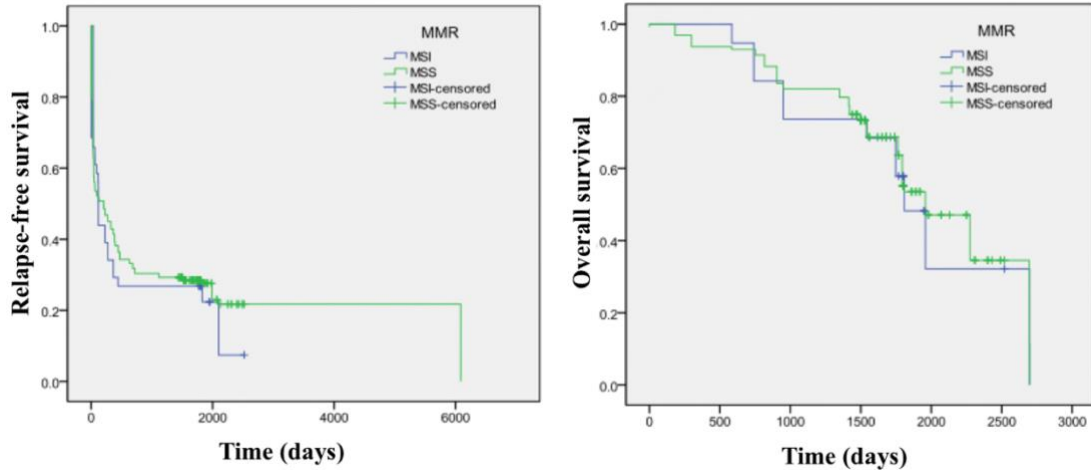 Relapse-free survival
1.0
0.8
0.6
0.4
0.2
0.0
MMR
MSI
MSS
MSI-censored
MSS-censored
0 2000 4000 6000
Time (days)
Overall survival
1.0
0.8
0.6
0.4
0.2
0.0
MMR
MSI
MSS
MSI-censored
MSS-censored
0 500 1000 1500 2000 2500 3000
Time (days)